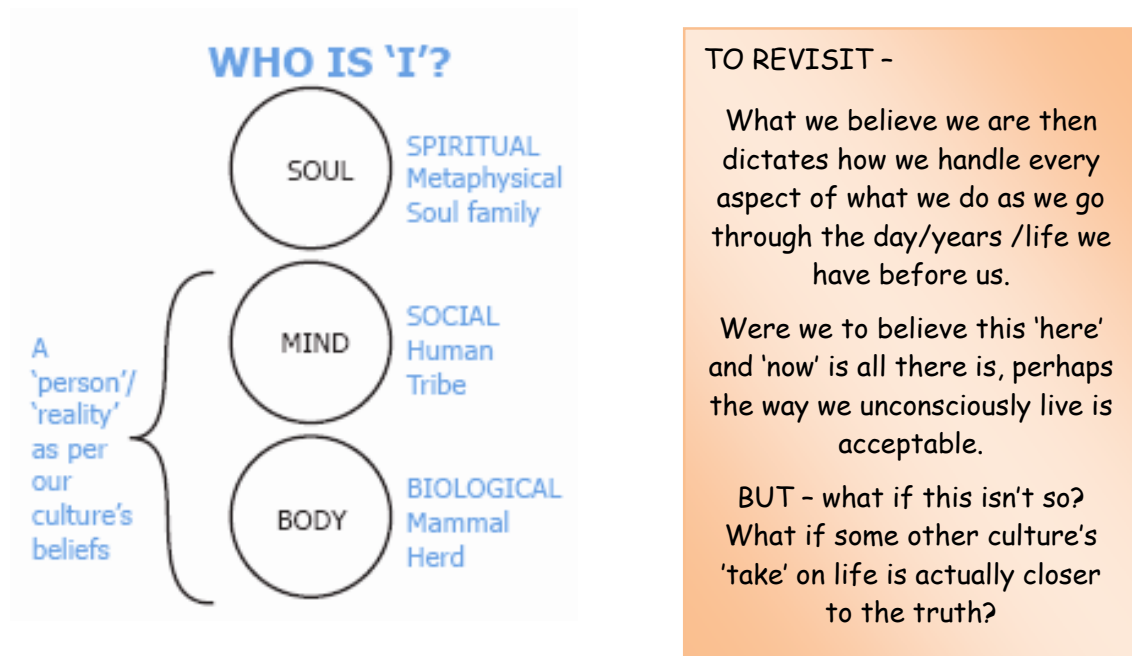 WHO IS ‘I’?
SOUL
SPIRITUAL
Metaphysical
Soul family
MIND
SOCIAL
Human
Tribe
BODY
BIOLOGICAL
Mammal
Herd
A
‘person’/
‘reality’
as per
our
culture’s
beliefs
TO REVISIT –
What we believe we are then
dictates how we handle every
aspect of what we do as we go
through the day/years /life we
have before us.
Were we to believe this ‘here’
and ‘now’ is all there is, perhaps
the way we unconsciously live is
acceptable.
BUT – what if this isn’t so?
What if some other culture’s
‘take’ on life is actually closer
to the truth?